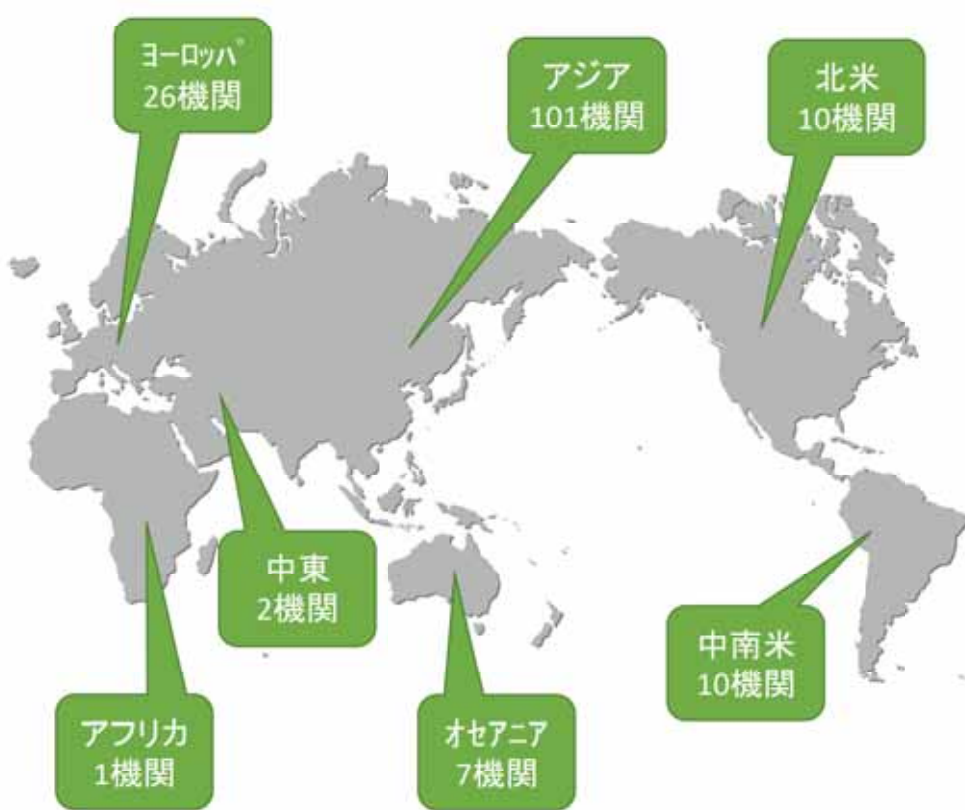 ﾖｰﾛｯﾊﾟ
26機関
アジア
101機関
北米
10機関
中東
2機関
中南米
10機関
アフリカ
1機関
オセアニア
7機関